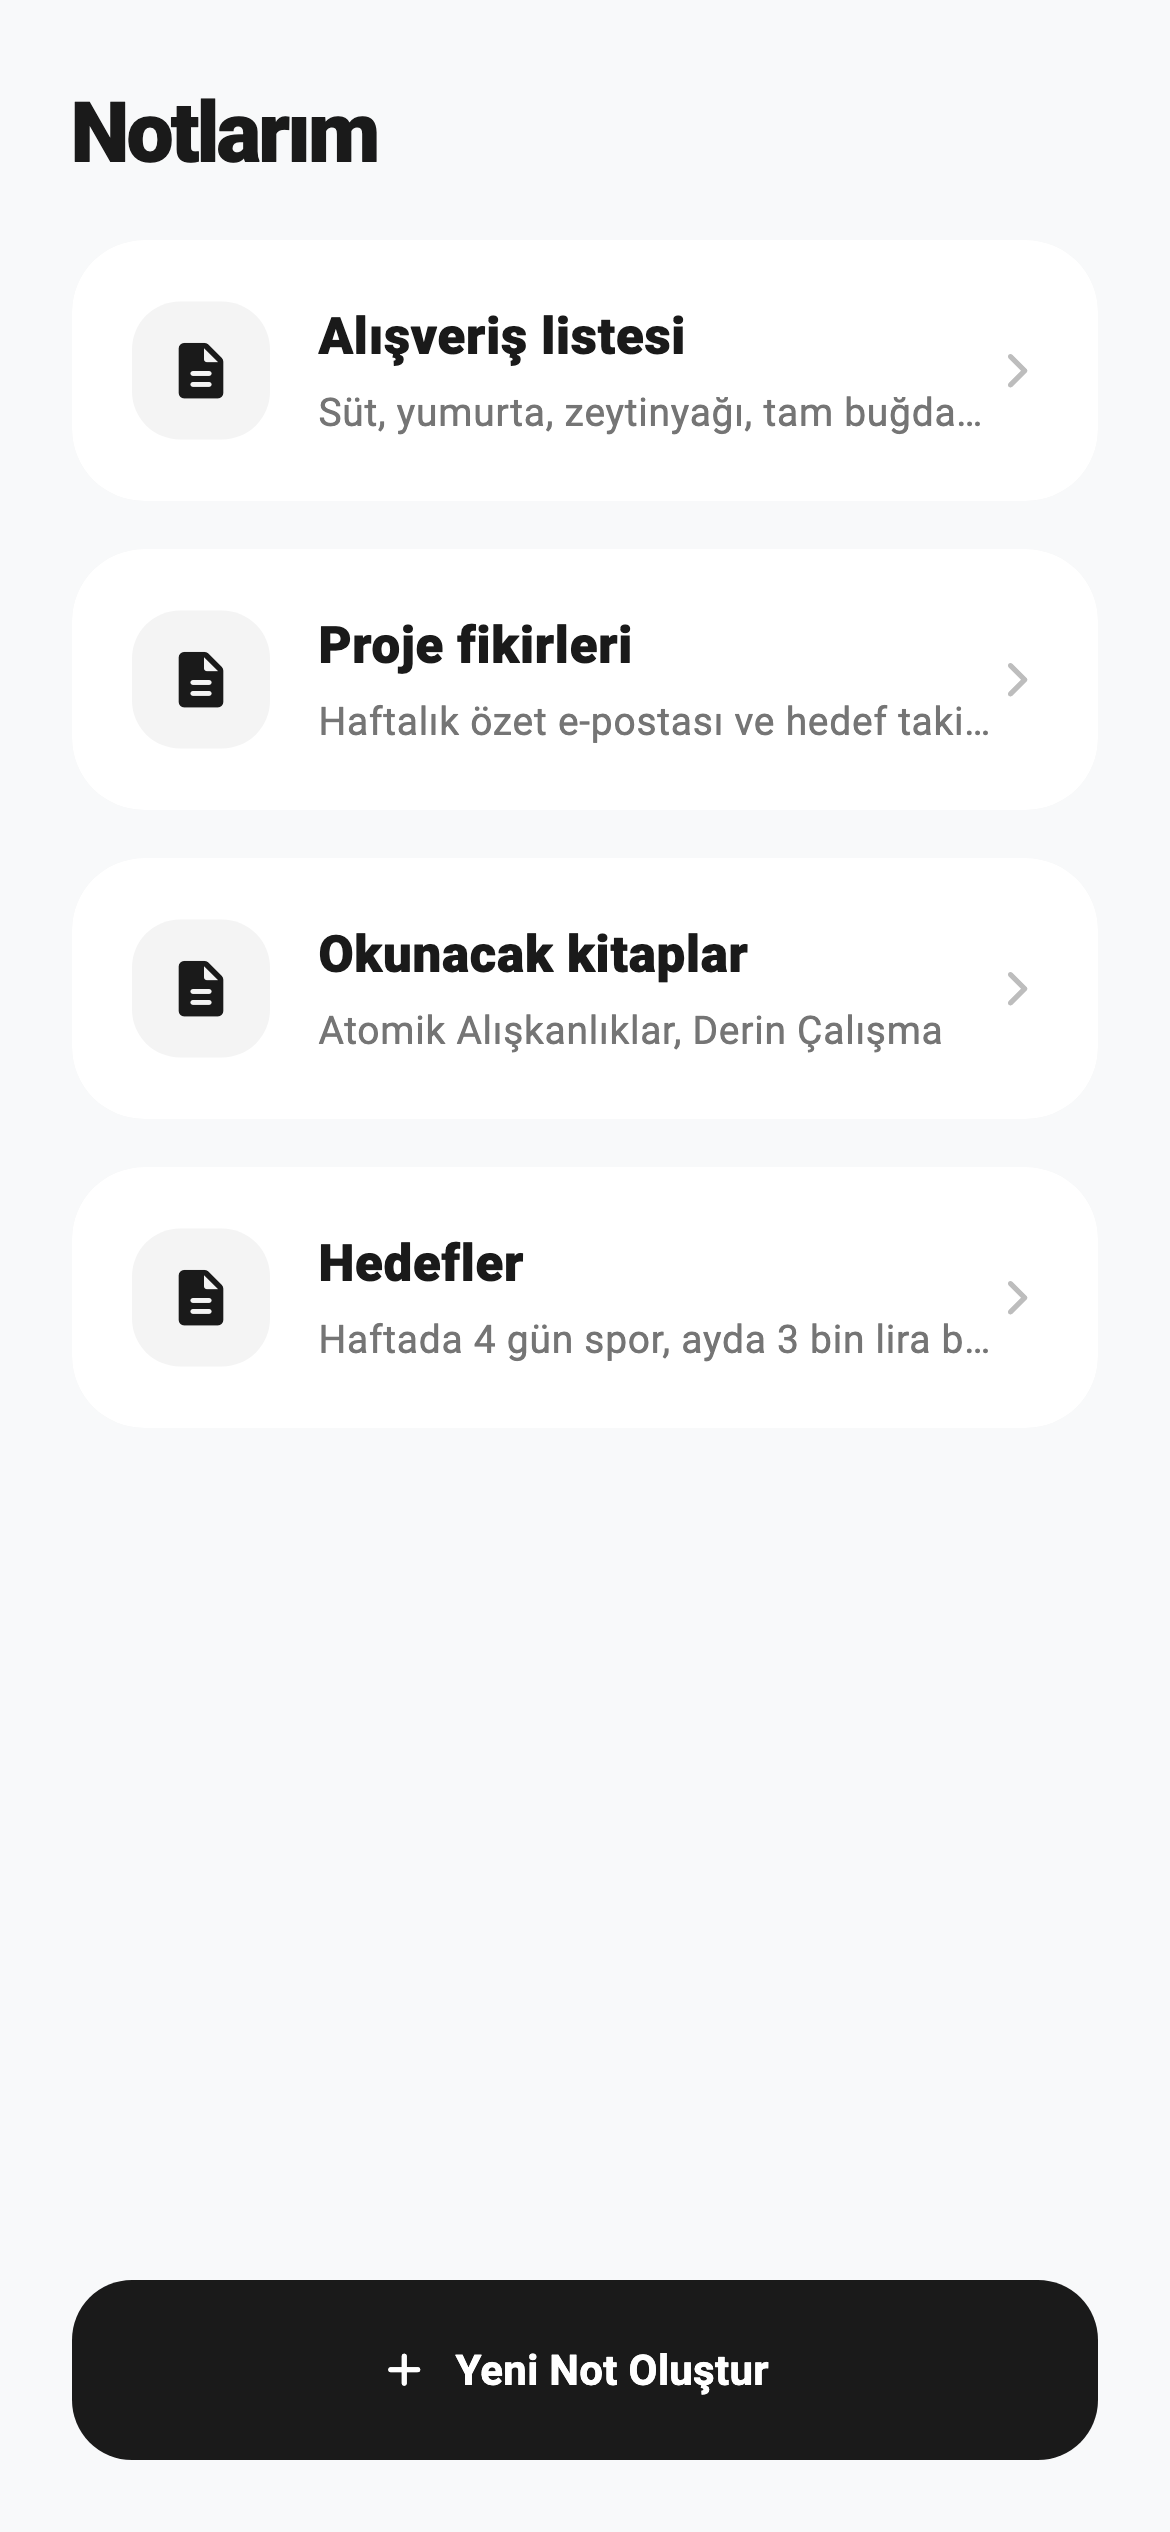 Notlarım
Alışveriş listesi
Süt, yumurta, zeytinyağı, tam buğda...
Proje fikirleri
Haftalık özet e-postası ve hedef taki...
Okunacak kitaplar
Atomik Alışkanlıklar, Derin Çalışma
Hedefler
Haftada 4 gün spor, ayda 3 bin lira b...
Yeni Not Oluştur